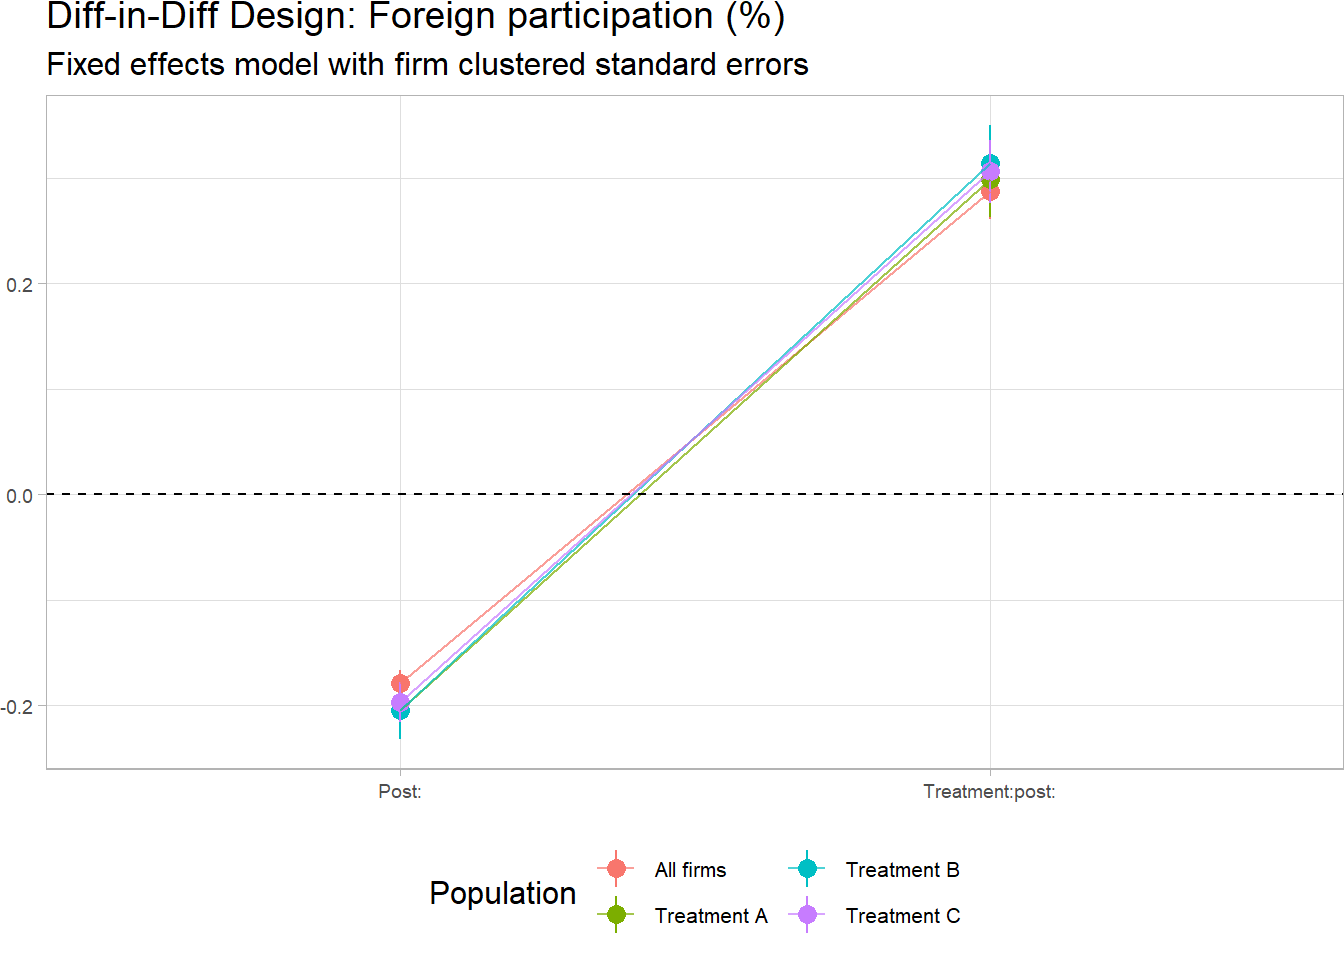 Diff-in-Diff Design: Foreign participation (%)
Fixed effects model with firm clustered standard errors
0.2
0.0
-0.2
Post:
Treatment:post:
Population
All firms
Treatment B
Treatment A
Treatment C